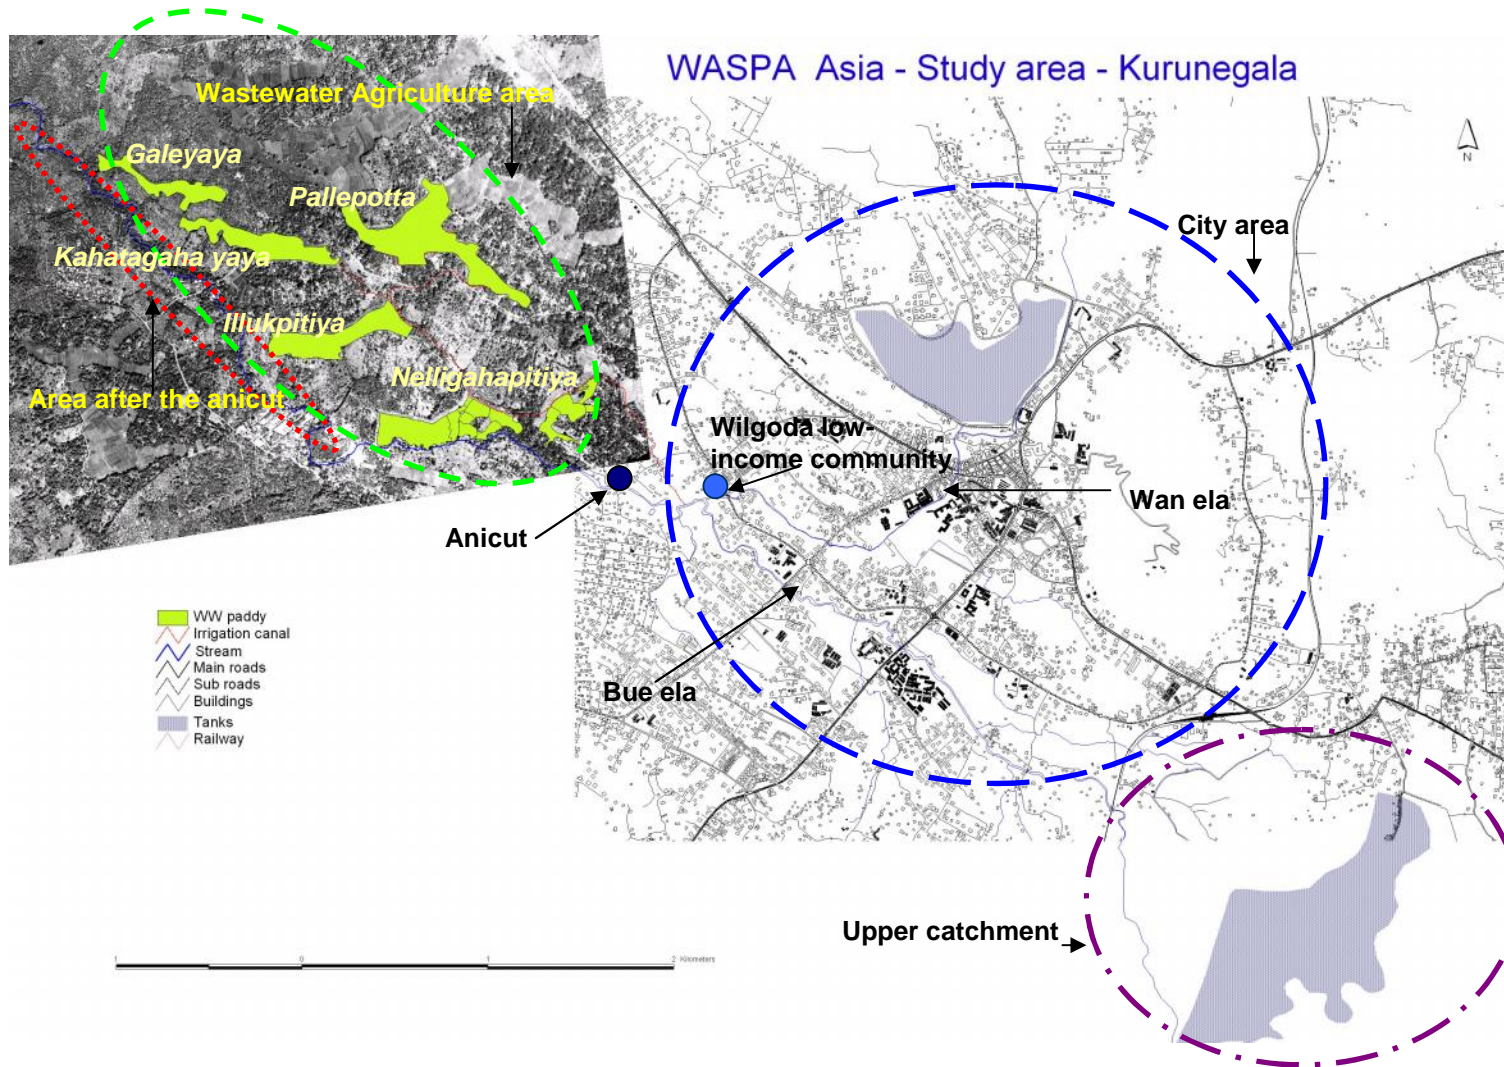 WASPA Asia - Study area - Kurunegala
Wastewater Agriculture area
Galeyaya
Pallepotta
Kahatagaha yaya
Illukpitiya
Nelligahapitiya
Area after the anicut
N
City area
Wilgoda low-
income community
Wan ela
Anicut
Bue ela
Upper catchment
WW paddy
Irrigation canal
Stream
Main roads
Sub roads
Buildings
Tanks
Railway
1 0 1 2 Kilometers